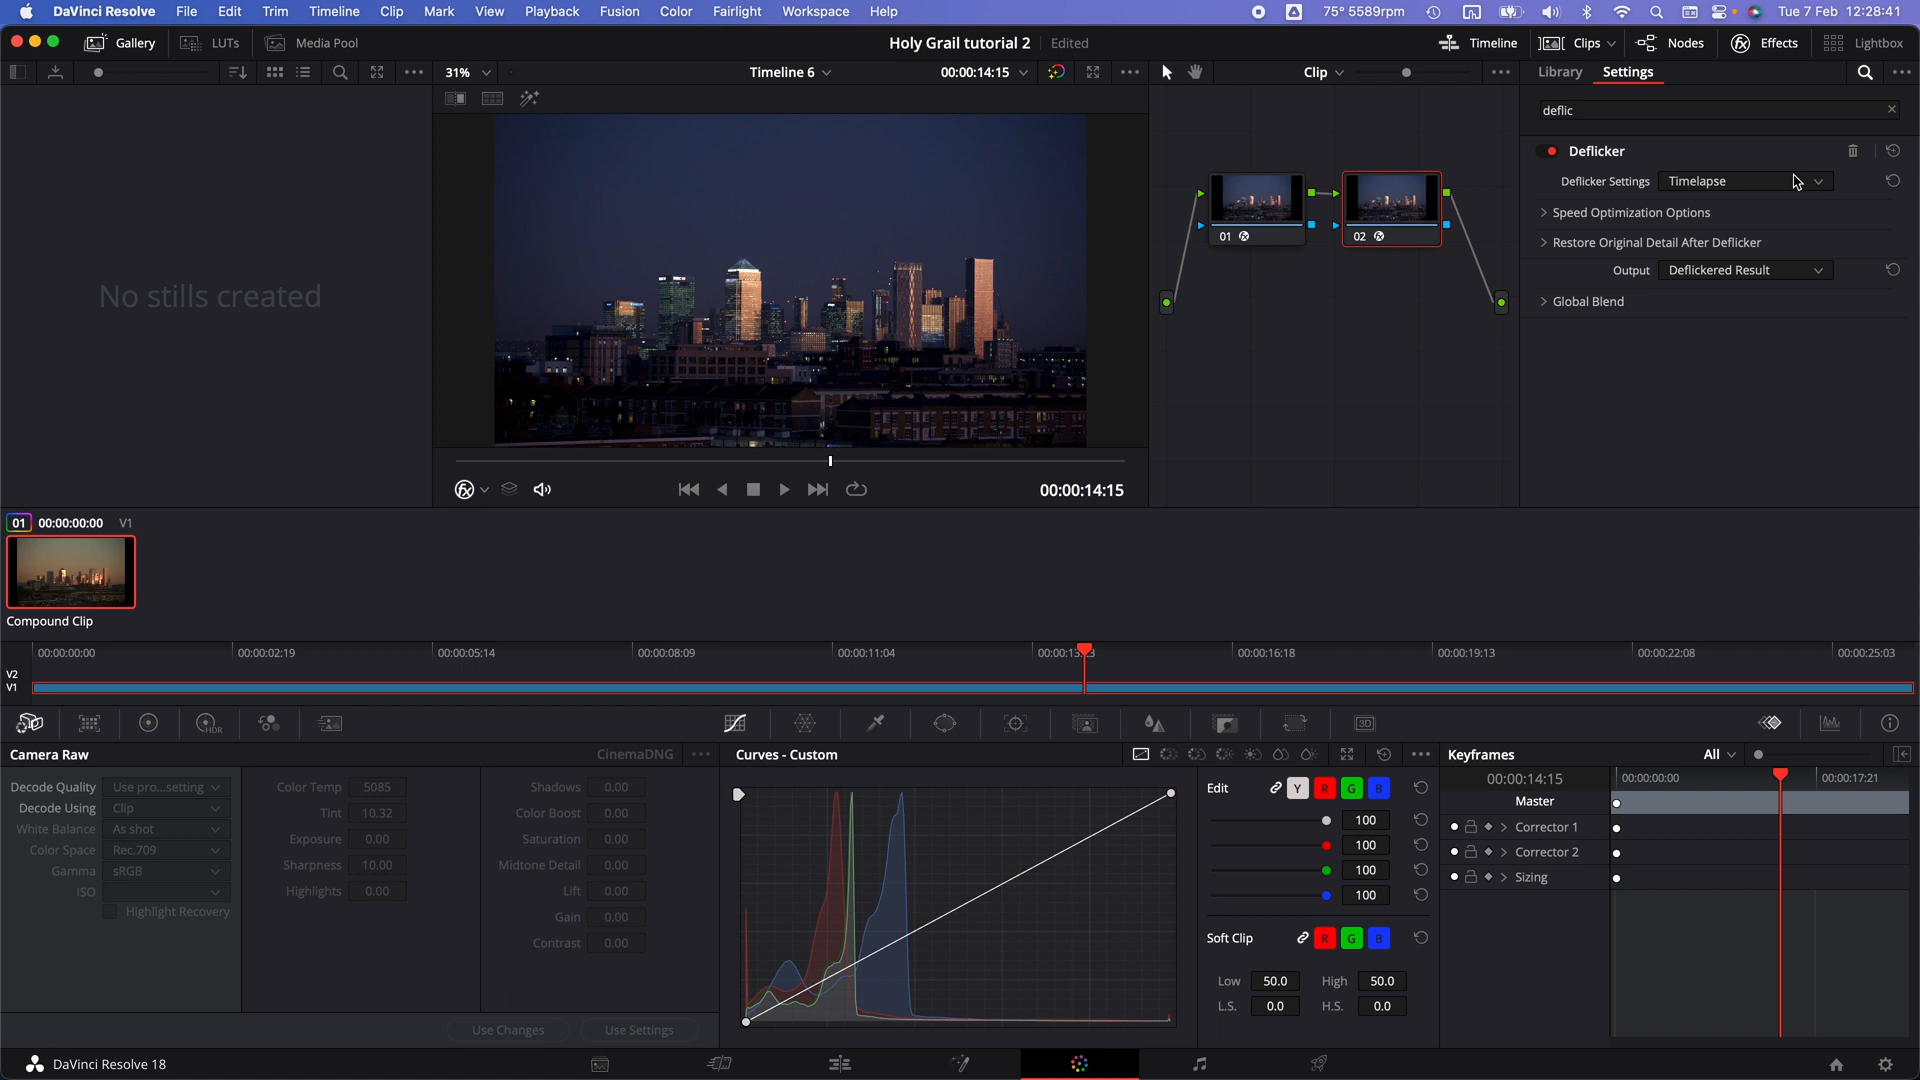 DaVinci Resolve File Edit Trim Timeline Clip Mark View Playback Fusion Color Fairlight Workspace Help 75° 5589rpm Tue 7 Feb 12:28:41
Gallery LUTs Media Pool Holy Grail tutorial 2 Edited Timeline Clips Nodes Effects Lightbox
31% Timeline 6 00:00:14:15 Clip Library Settings
deflic
Deflicker
Deflicker Settings Timelapse
Speed Optimization Options
Restore Original Detail After Deflicker
Output Deflickered Result
Global Blend
No stills created
01 02
00:00:14:15
01 00:00:00:00 V1
Compound Clip
00:00:00:00 00:00:02:19 00:00:05:14 00:00:08:09 00:00:11:04 00:00:16:18 00:00:19:13 00:00:22:08 00:00:25:03
V2
V1
HDR 3D
Camera Raw CinemaDNG Curves - Custom Keyframes All
Decode Quality Use pro...setting
Decode Using Clip
White Balance As shot
Color Space Rec.709
Gamma sRGB
ISO
Highlight Recovery
Color Temp 5085
Tint 10.32
Exposure 0.00
Sharpness 10.00
Highlights 0.00
Shadows 0.00
Color Boost 0.00
Saturation 0.00
Midtone Detail 0.00
Lift 0.00
Gain 0.00
Contrast 0.00
Use Changes Use Settings
Edit Y R G B
100
100
100
100
Soft Clip R G B
Low 50.0 High 50.0
L.S. 0.0 H.S. 0.0
00:00:14:15 00:00:00:00 00:00:17:21
Master
Corrector 1
Corrector 2
Sizing
DaVinci Resolve 18